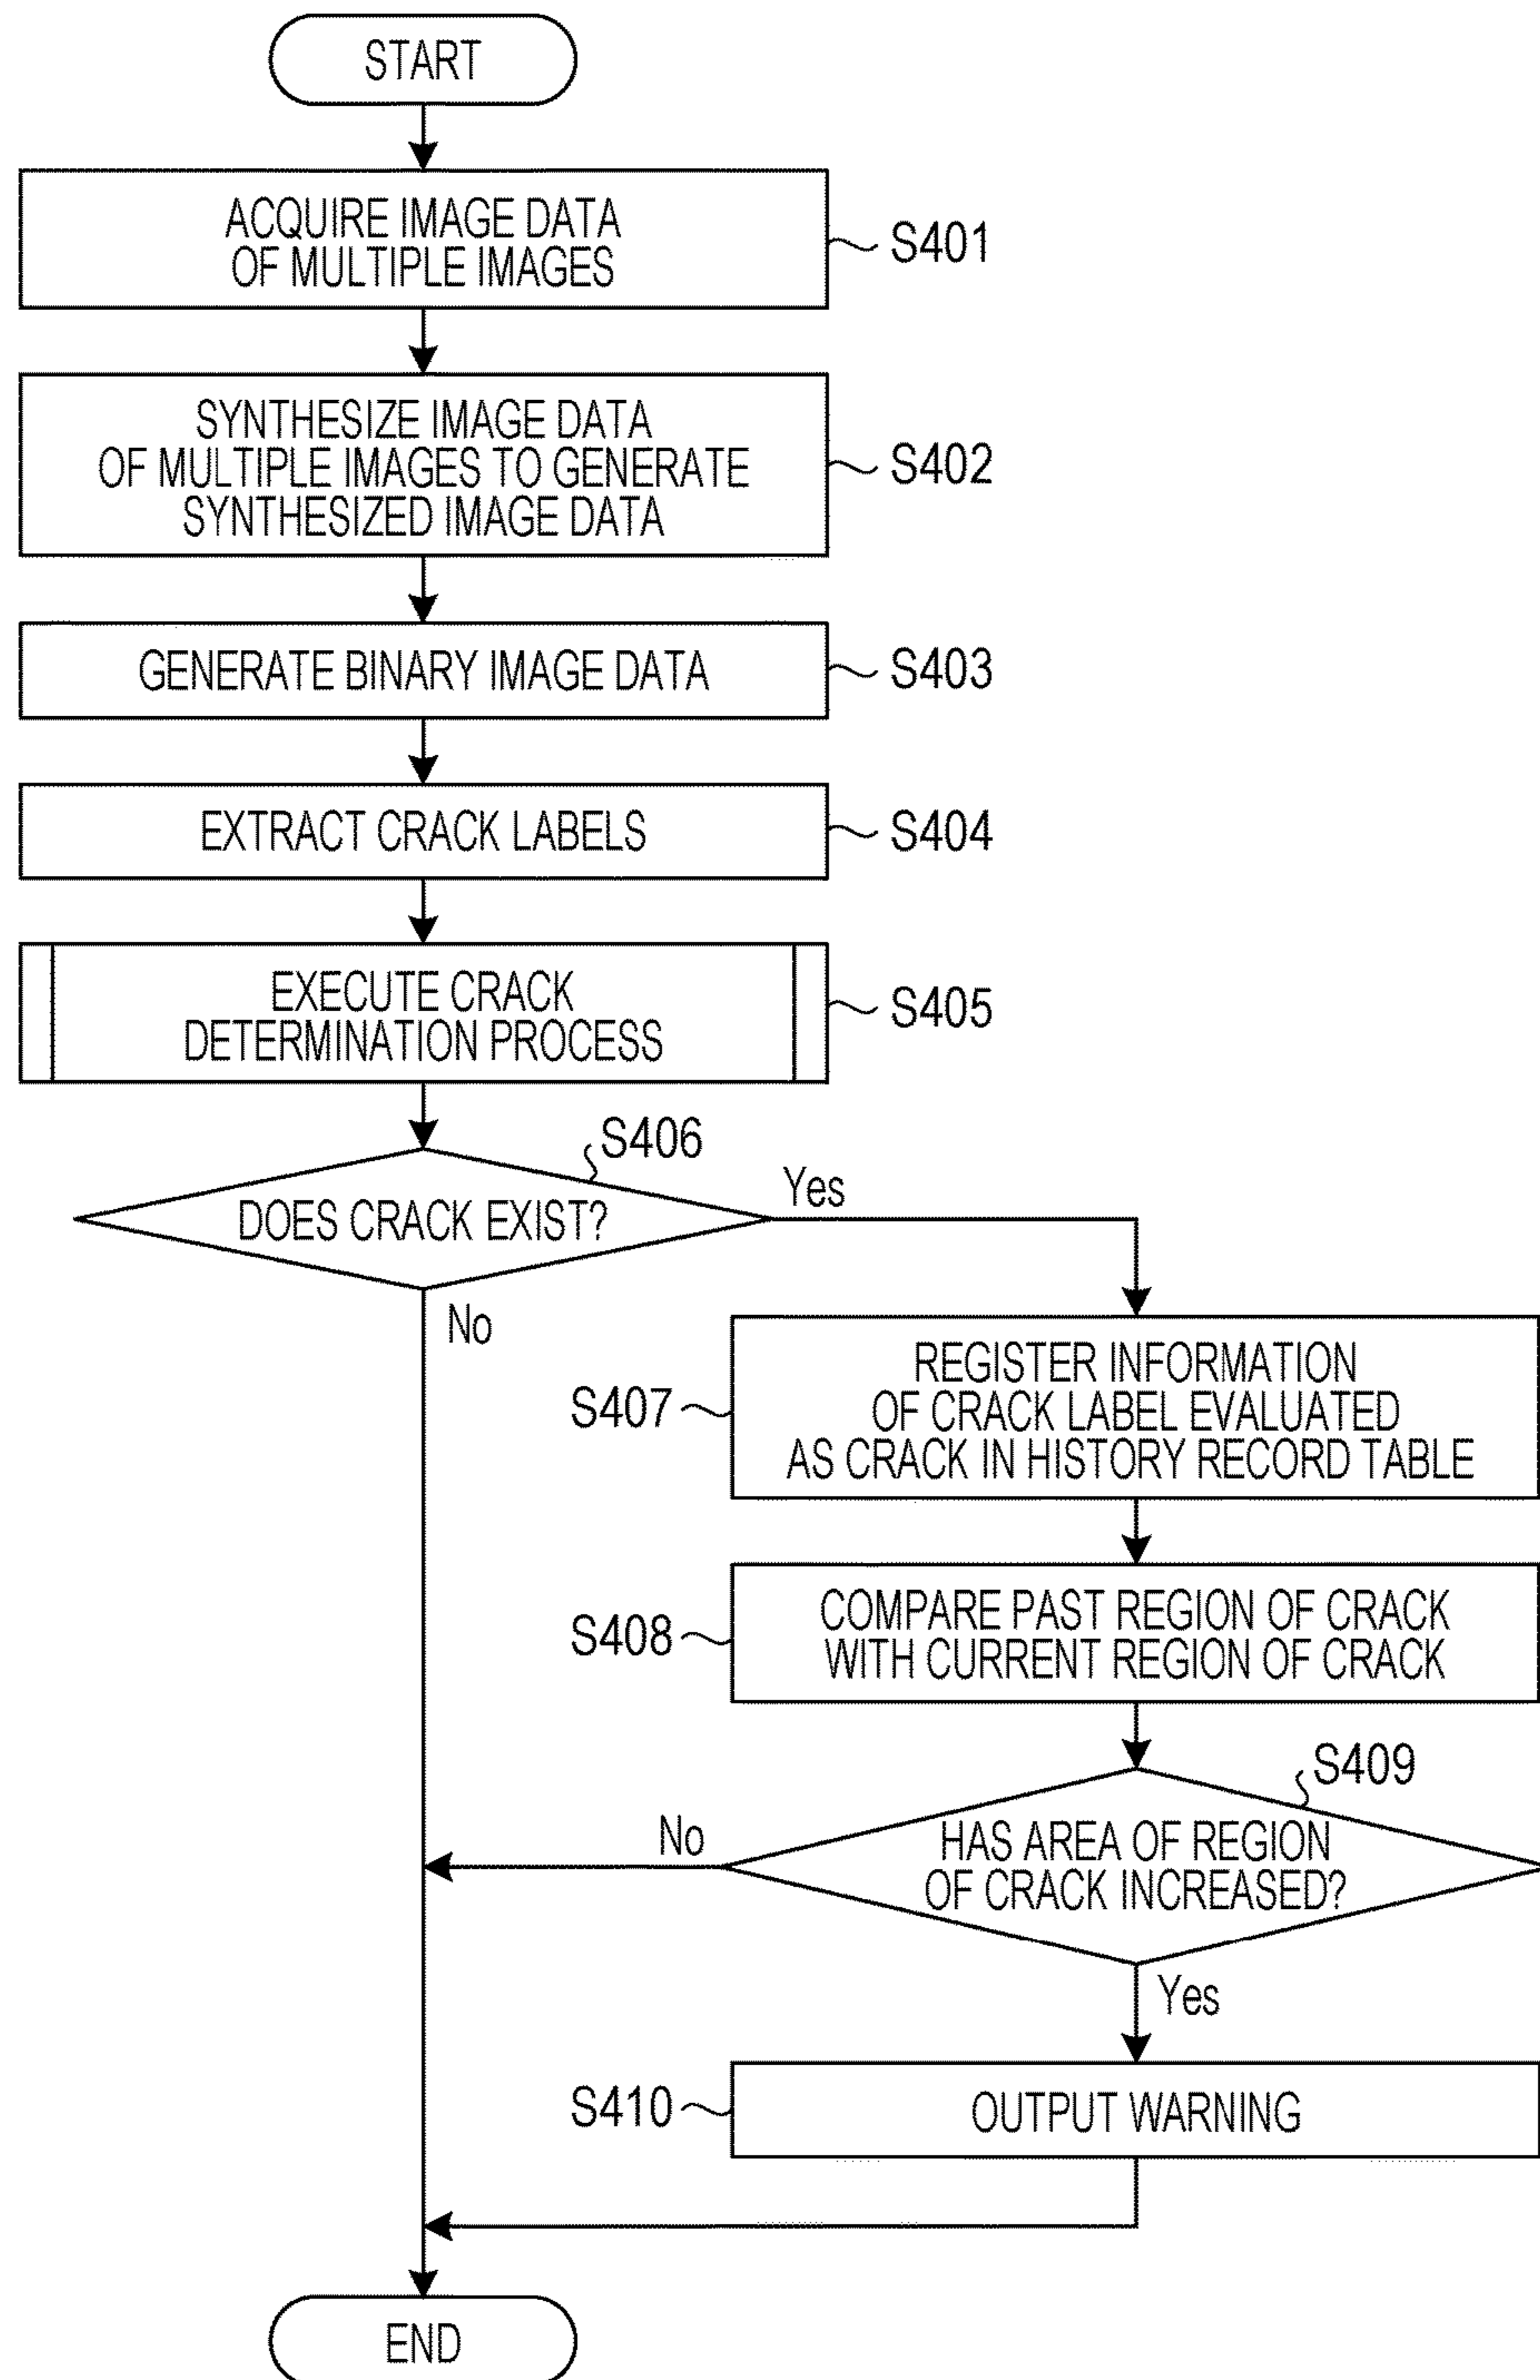 START
ACQUIRE IMAGE DATA
OF MULTIPLE IMAGES
S401
SYNTHESIZE IMAGE DATA
OF MULTIPLE IMAGES TO GENERATE
SYNTHESIZED IMAGE DATA
S402
GENERATE BINARY IMAGE DATA
S403
EXTRACT CRACK LABELS
S404
EXECUTE CRACK
DETERMINATION PROCESS
S405
S406
DOES CRACK EXIST?
Yes
No
REGISTER INFORMATION
OF CRACK LABEL EVALUATED
AS CRACK IN HISTORY RECORD TABLE
S407
COMPARE PAST REGION OF CRACK
WITH CURRENT REGION OF CRACK
S408
S409
HAS AREA OF REGION
OF CRACK INCREASED?
No
Yes
S410
OUTPUT WARNING
END